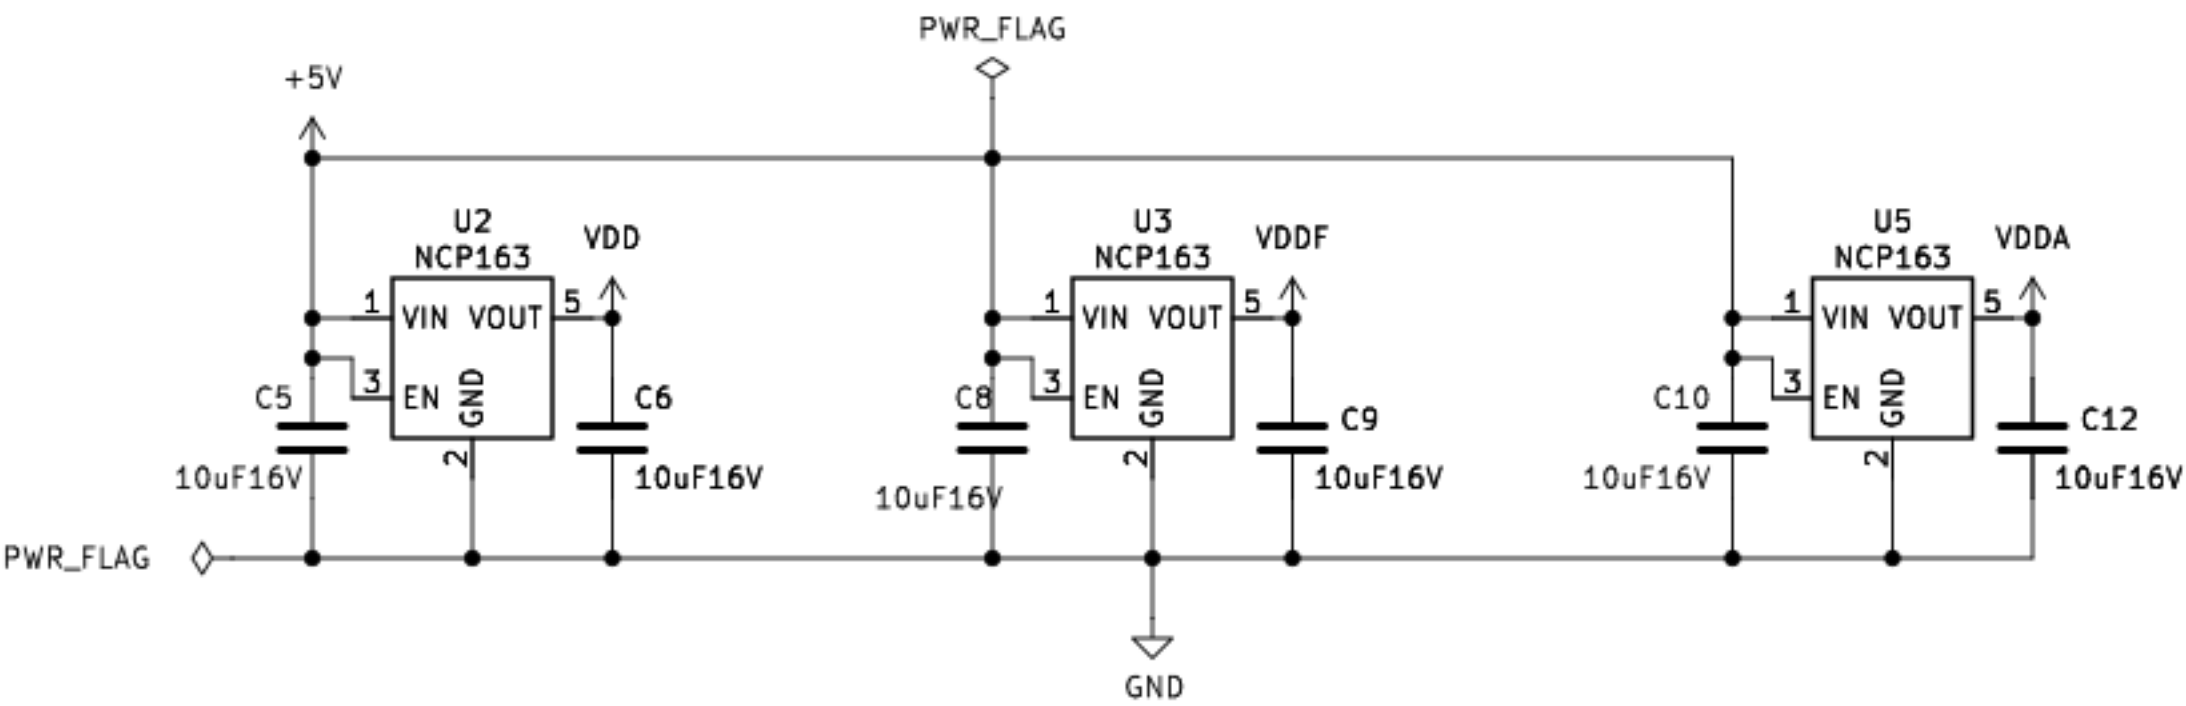 PWR_FLAG
+5V
U2
NCP163
VDD
1
VIN
VOUT
5
3
EN
GND
2
C5
10uF16V
C6
10uF16V
U3
NCP163
VDDF
1
VIN
VOUT
5
3
EN
GND
2
C8
10uF16V
C9
10uF16V
U5
NCP163
VDDA
1
VIN
VOUT
5
3
EN
GND
2
C10
10uF16V
C12
10uF16V
PWR_FLAG
GND